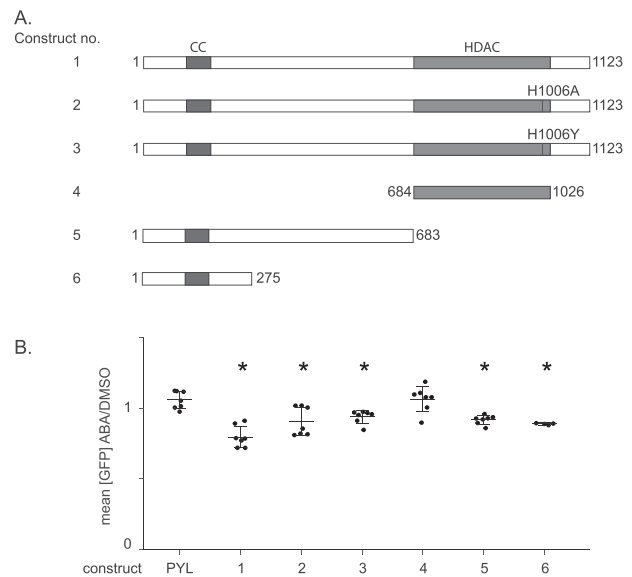 A.
Construct no.
CC HDAC
1 1 1123
H1006A
2 1 1123
H1006Y
3 1 1123
4 684 1026
5 1 683
6 1 275
B.
* * * * *
mean [GFP] ABA/DMSO
1
0
construct PYL 1 2 3 4 5 6